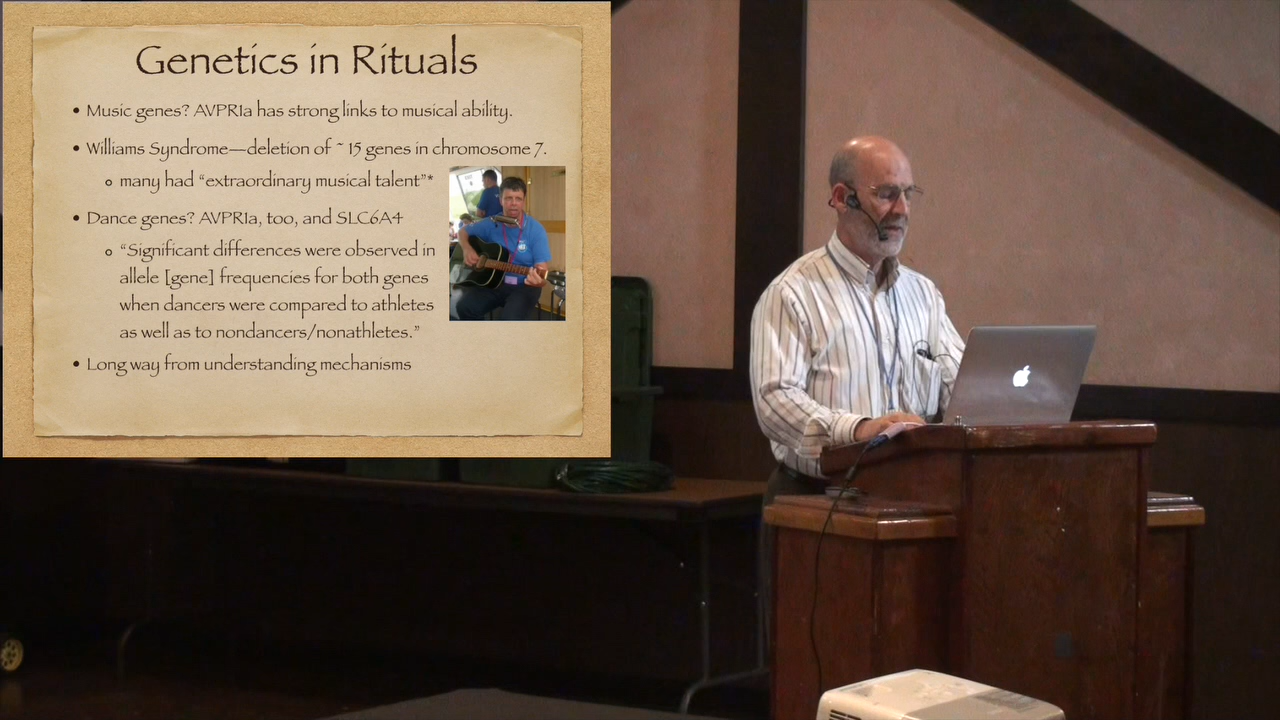 Genetics in Rituals
• Music genes? AVPR1a has strong links to musical ability.
• Williams Syndrome—deletion of ~ 15 genes in chromosome 7.
○ many had “extraordinary musical talent”*
• Dance genes? AVPR1a, too, and SLC6A4
○ “Significant differences were observed in
allele [gene] frequencies for both genes
when dancers were compared to athletes
as well as to nondancers/nonathletes.”
• Long way from understanding mechanisms